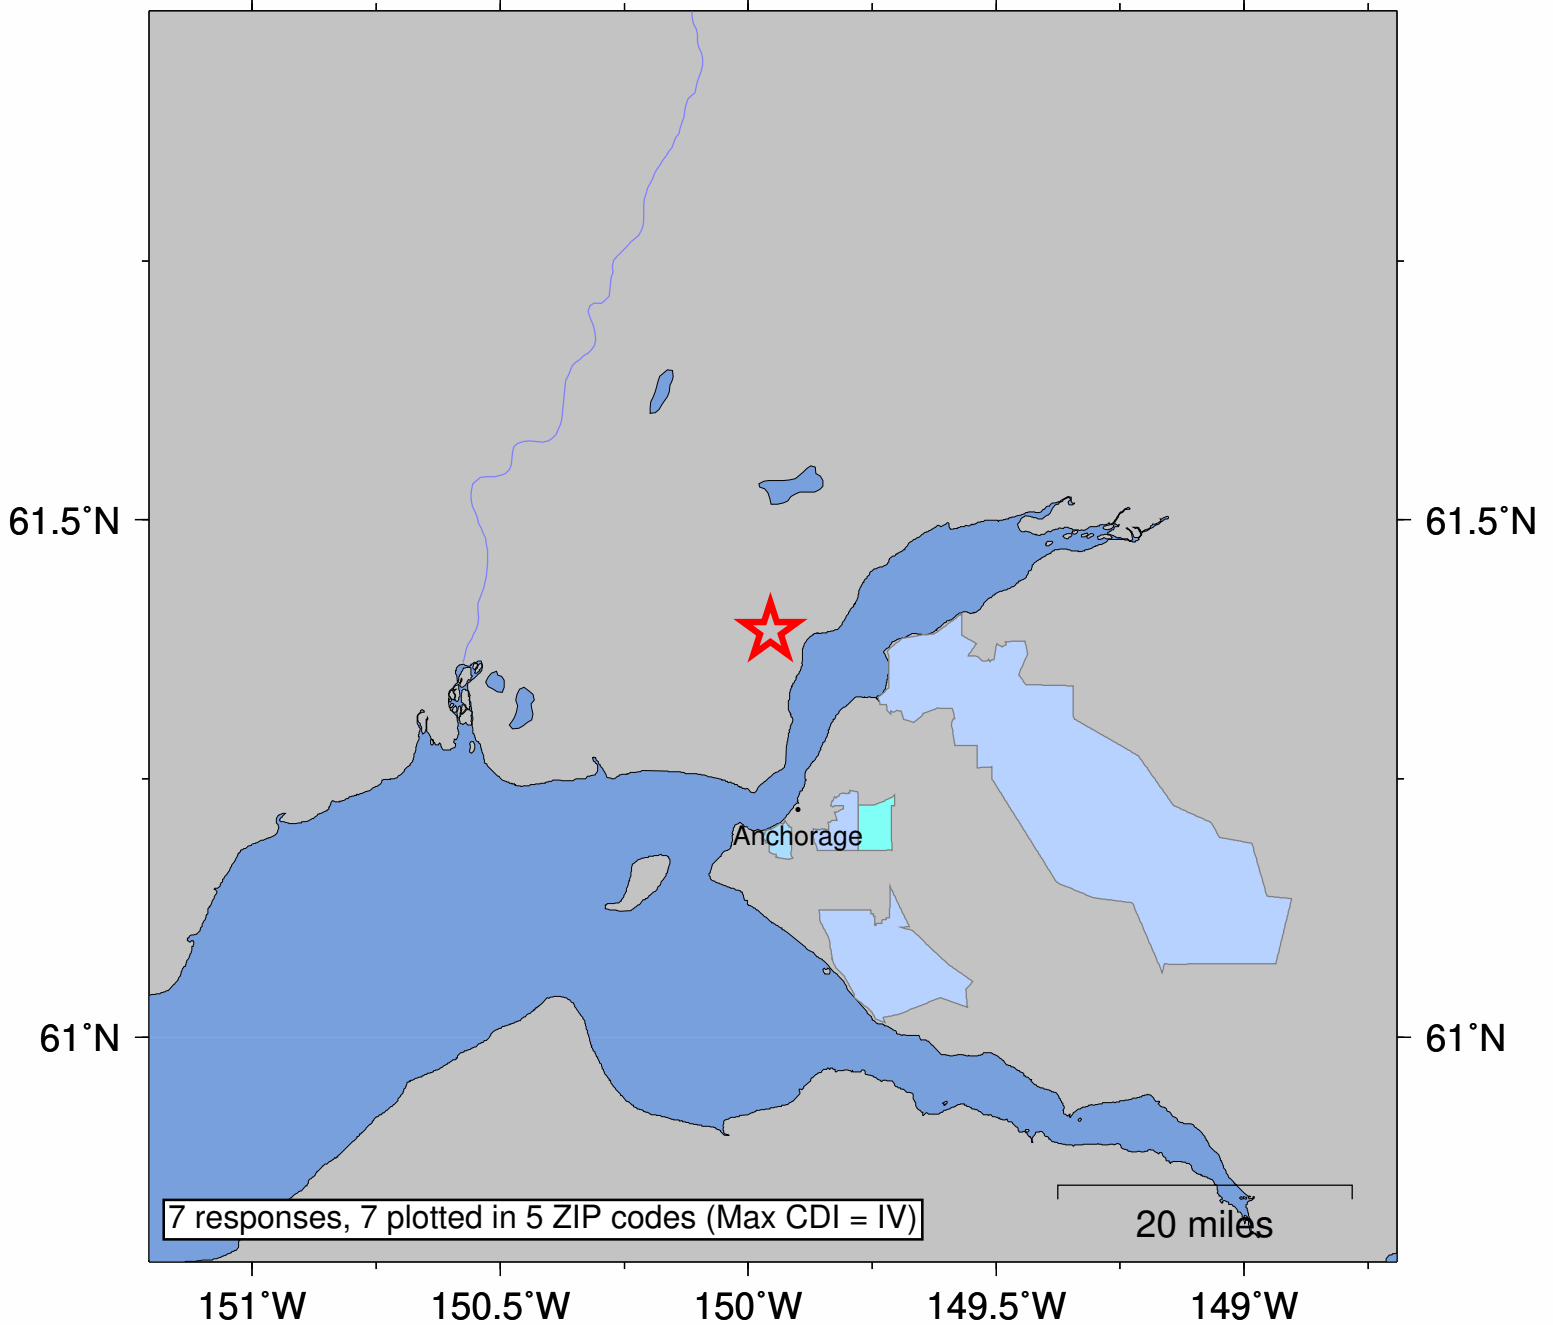 61.5°N
61.5°N
Anchorage
61°N
61°N
7 responses, 7 plotted in 5 ZIP codes (Max CDI = IV)
20 miles
151°W
150.5°W
150°W
149.5°W
149°W